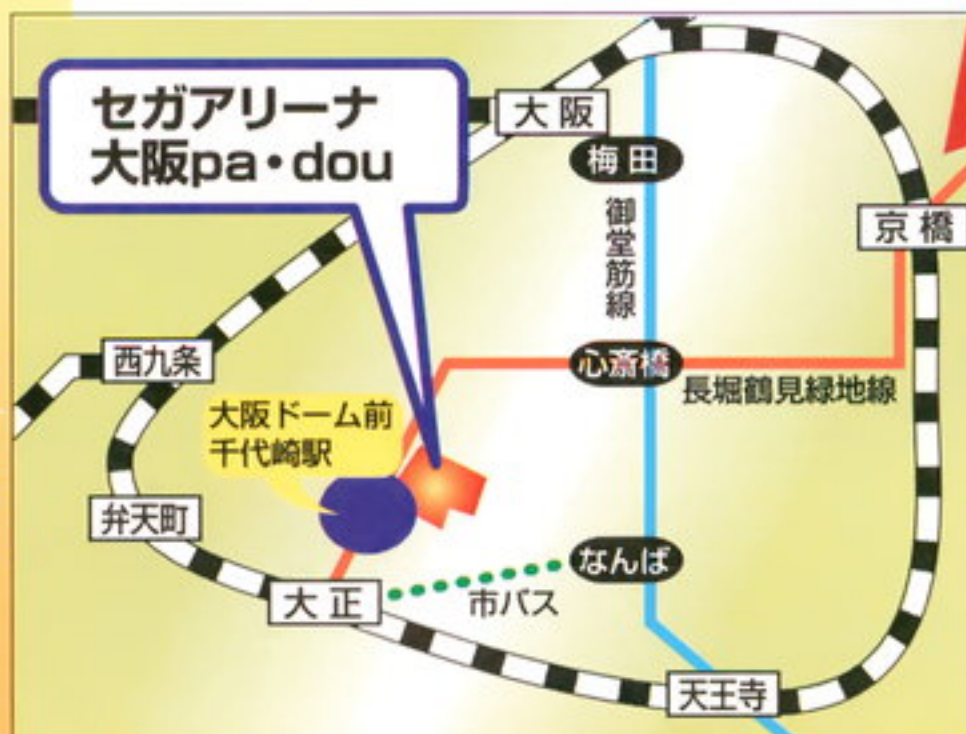 セガアリーナ
大阪pa・dou
大阪
梅田
御堂筋線
京橋
西九条
心斎橋
長堀鶴見緑地線
大阪ドーム前
千代崎駅
弁天町
なんば
大正
市バス
天王寺